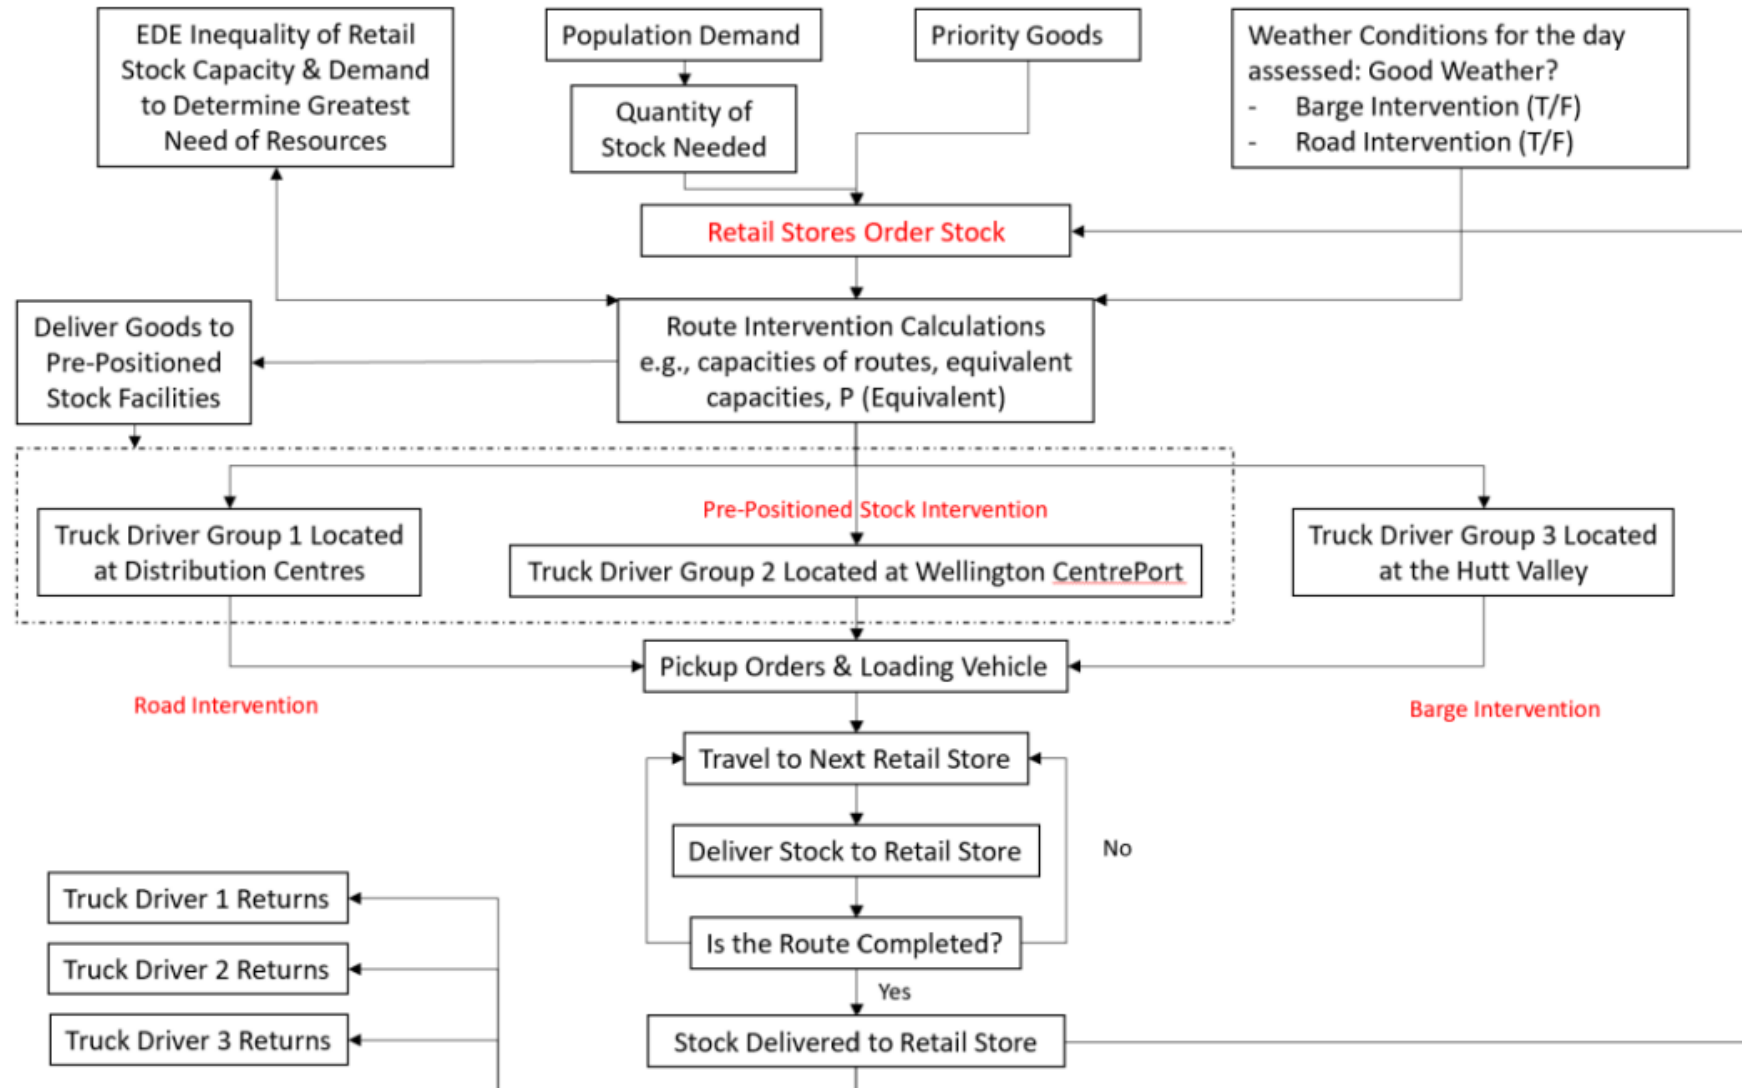 EDE Inequality of Retail
Stock Capacity & Demand
to Determine Greatest
Need of Resources
Population Demand
Priority Goods
Weather Conditions for the day
assessed: Good Weather?
- Barge Intervention (T/F)
- Road Intervention (T/F)
Quantity of
Stock Needed
Retail Stores Order Stock
Deliver Goods to
Pre-Positioned
Stock Facilities
Route Intervention Calculations
e.g., capacities of routes, equivalent
capacities, P (Equivalent)
Pre-Positioned Stock Intervention
Truck Driver Group 1 Located
at Distribution Centres
Truck Driver Group 2 Located at Wellington CentrePort
Truck Driver Group 3 Located
at the Hutt Valley
Pickup Orders & Loading Vehicle
Road Intervention
Barge Intervention
Travel to Next Retail Store
Deliver Stock to Retail Store
No
Is the Route Completed?
Yes
Stock Delivered to Retail Store
Truck Driver 1 Returns
Truck Driver 2 Returns
Truck Driver 3 Returns